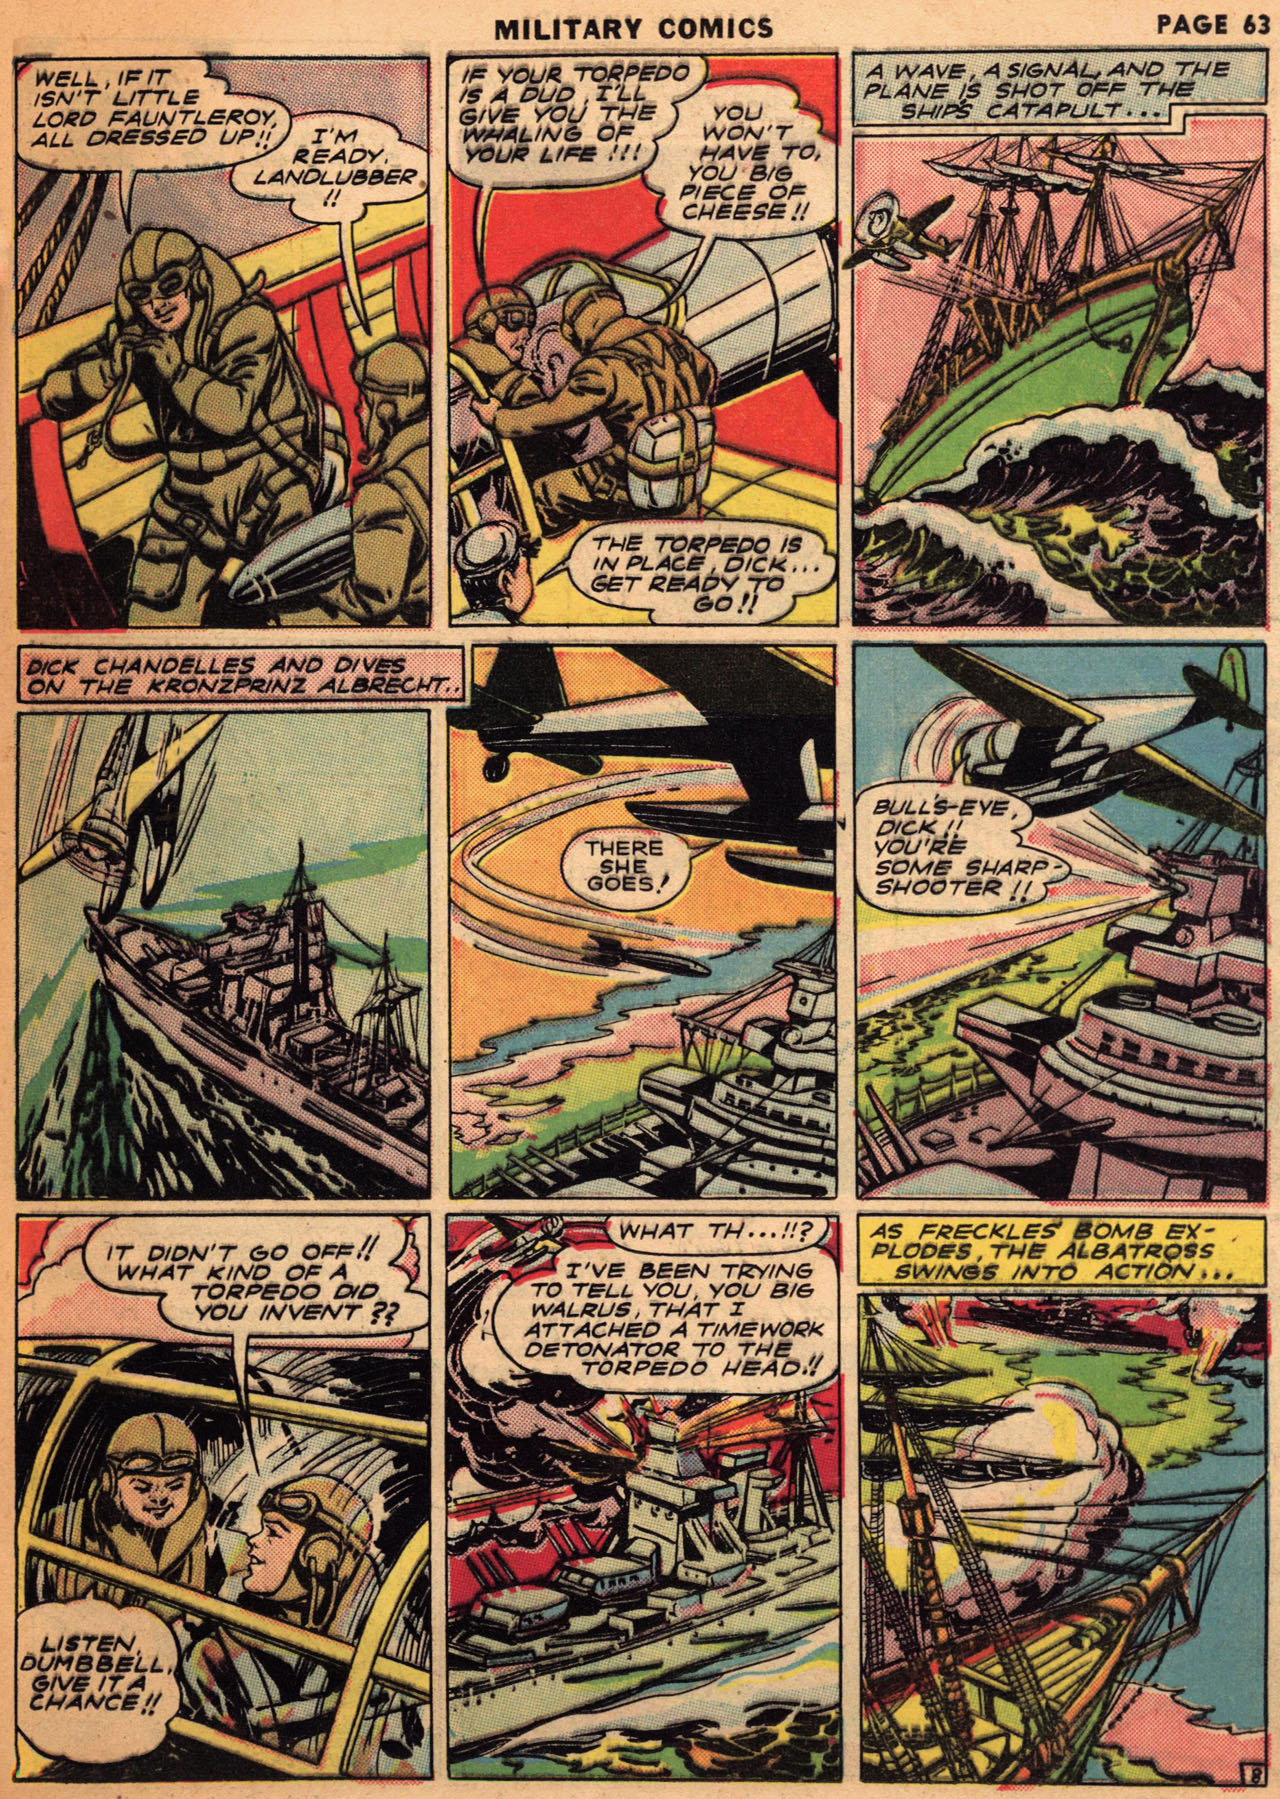 MILITARY COMICS
PAGE 63
WELL, IF IT
ISN'T LITTLE
LORD FAUNTLEROY,
ALL DRESSED UP!!
I'M
READY,
LANDLUBBER
!!
IF YOUR TORPEDO
IS A DUD, I'LL
GIVE YOU THE
WHALING OF
YOUR LIFE!!!
YOU
WON'T
HAVE TO,
YOU BIG
PIECE OF
CHEESE!!
THE TORPEDO IS
IN PLACE, DICK...
GET READY TO
GO!!
A WAVE, A SIGNAL, AND THE
PLANE IS SHOT OFF THE
SHIP'S CATAPULT...
DICK CHANDELLES AND DIVES
ON THE KRONZPRINZ ALBRECHT..
THERE
SHE
GOES!
BULL'S-EYE,
DICK!!
YOU'RE
SOME SHARP-
SHOOTER!!
IT DIDN'T GO OFF!!
WHAT KIND OF A
TORPEDO DID
YOU INVENT??
LISTEN,
DUMBBELL,
GIVE IT A
CHANCE!!
WHAT TH...!!?
I'VE BEEN TRYING
TO TELL YOU, YOU BIG
WALRUS, THAT I
ATTACHED A TIMEWORK
DETONATOR TO THE
TORPEDO HEAD!!
AS FRECKLES' BOMB EX-
PLODES, THE ALBATROSS
SWINGS INTO ACTION...
8